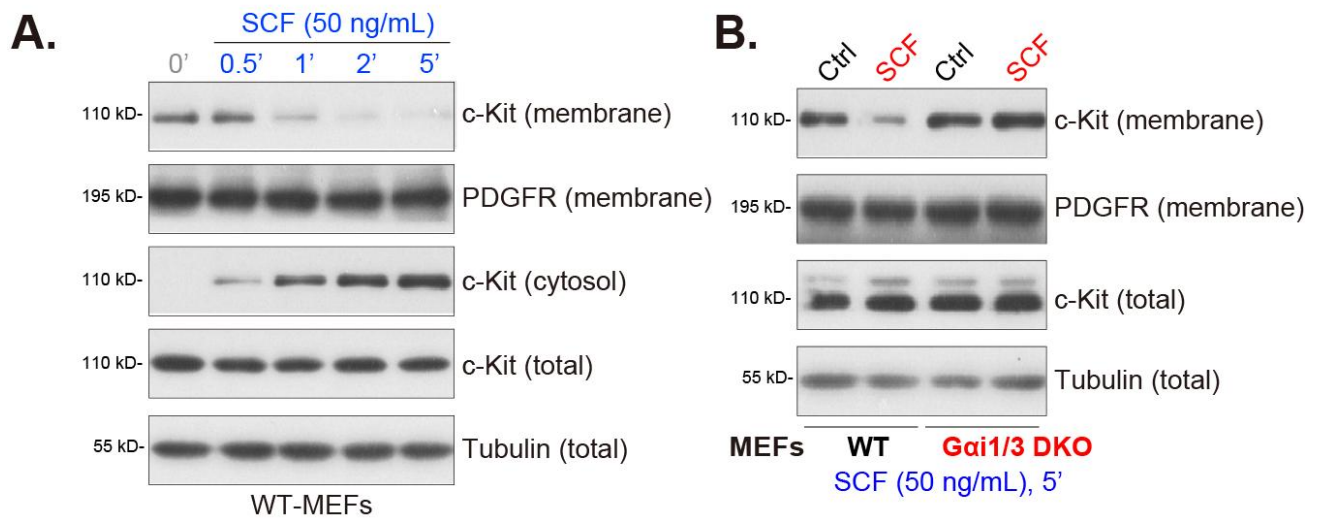 A.
SCF (50 ng/mL)
0’ 0.5’ 1’ 2’ 5’
110 kD- c-Kit (membrane)
195 kD- PDGFR (membrane)
110 kD- c-Kit (cytosol)
110 kD- c-Kit (total)
55 kD- Tubulin (total)
WT-MEFs
B.
Ctrl SCF Ctrl SCF
110 kD- c-Kit (membrane)
195 kD- PDGFR (membrane)
110 kD- c-Kit (total)
55 kD- Tubulin (total)
MEFs WT Gαi1/3 DKO
SCF (50 ng/mL), 5’